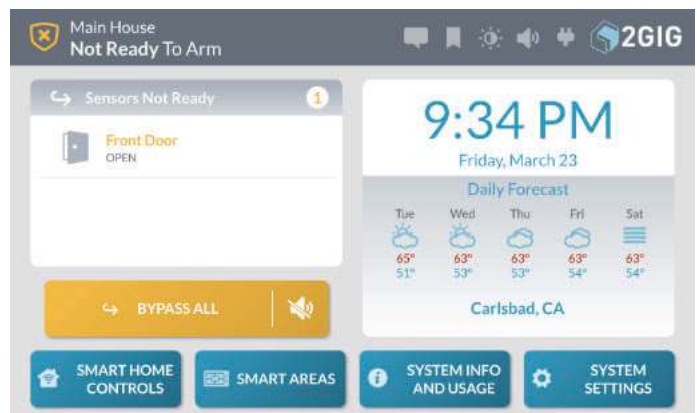 Main House
Not Ready To Arm
2GIG
Sensors Not Ready
1
Front Door
OPEN
BYPASS ALL
9:34 PM
Friday, March 23
Daily Forecast
Tue Wed Thu Fri Sat
65° 63° 63° 63° 63°
51° 53° 53° 54° 54°
Carlsbad, CA
SMART HOME
CONTROLS
SMART AREAS
SYSTEM INFO
AND USAGE
SYSTEM
SETTINGS